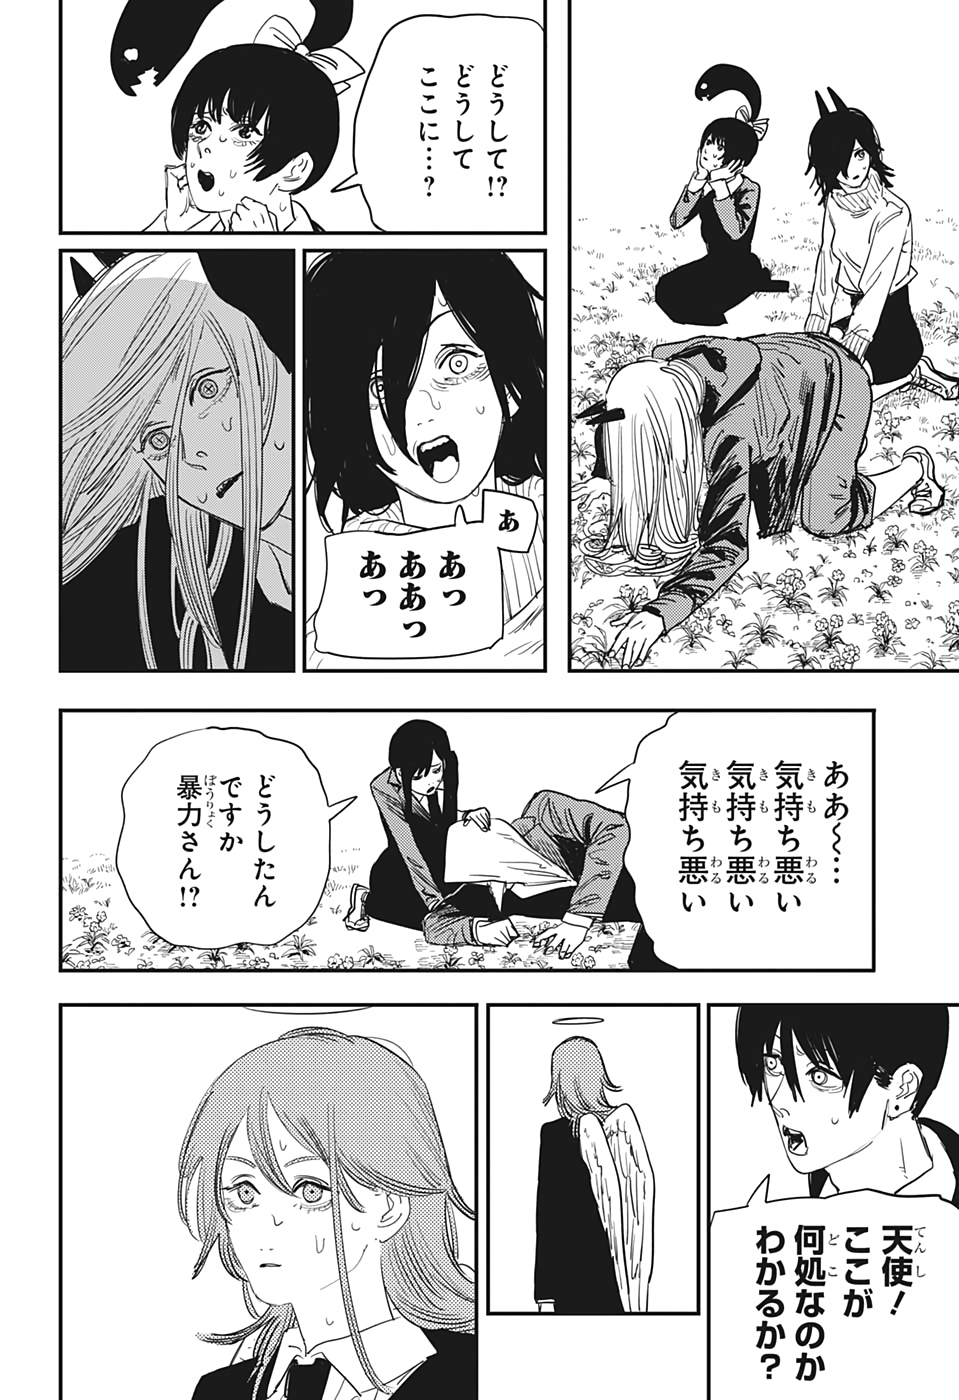 どうして!?
どうして
ここに…?
あ
あっ
ああっ
あっ
ああ〜…
気持ち悪い
気持ち悪い
気持ち悪い
どうしたん
ですか
暴力さん!?
天使！
ここが
何処なのか
わかるか？